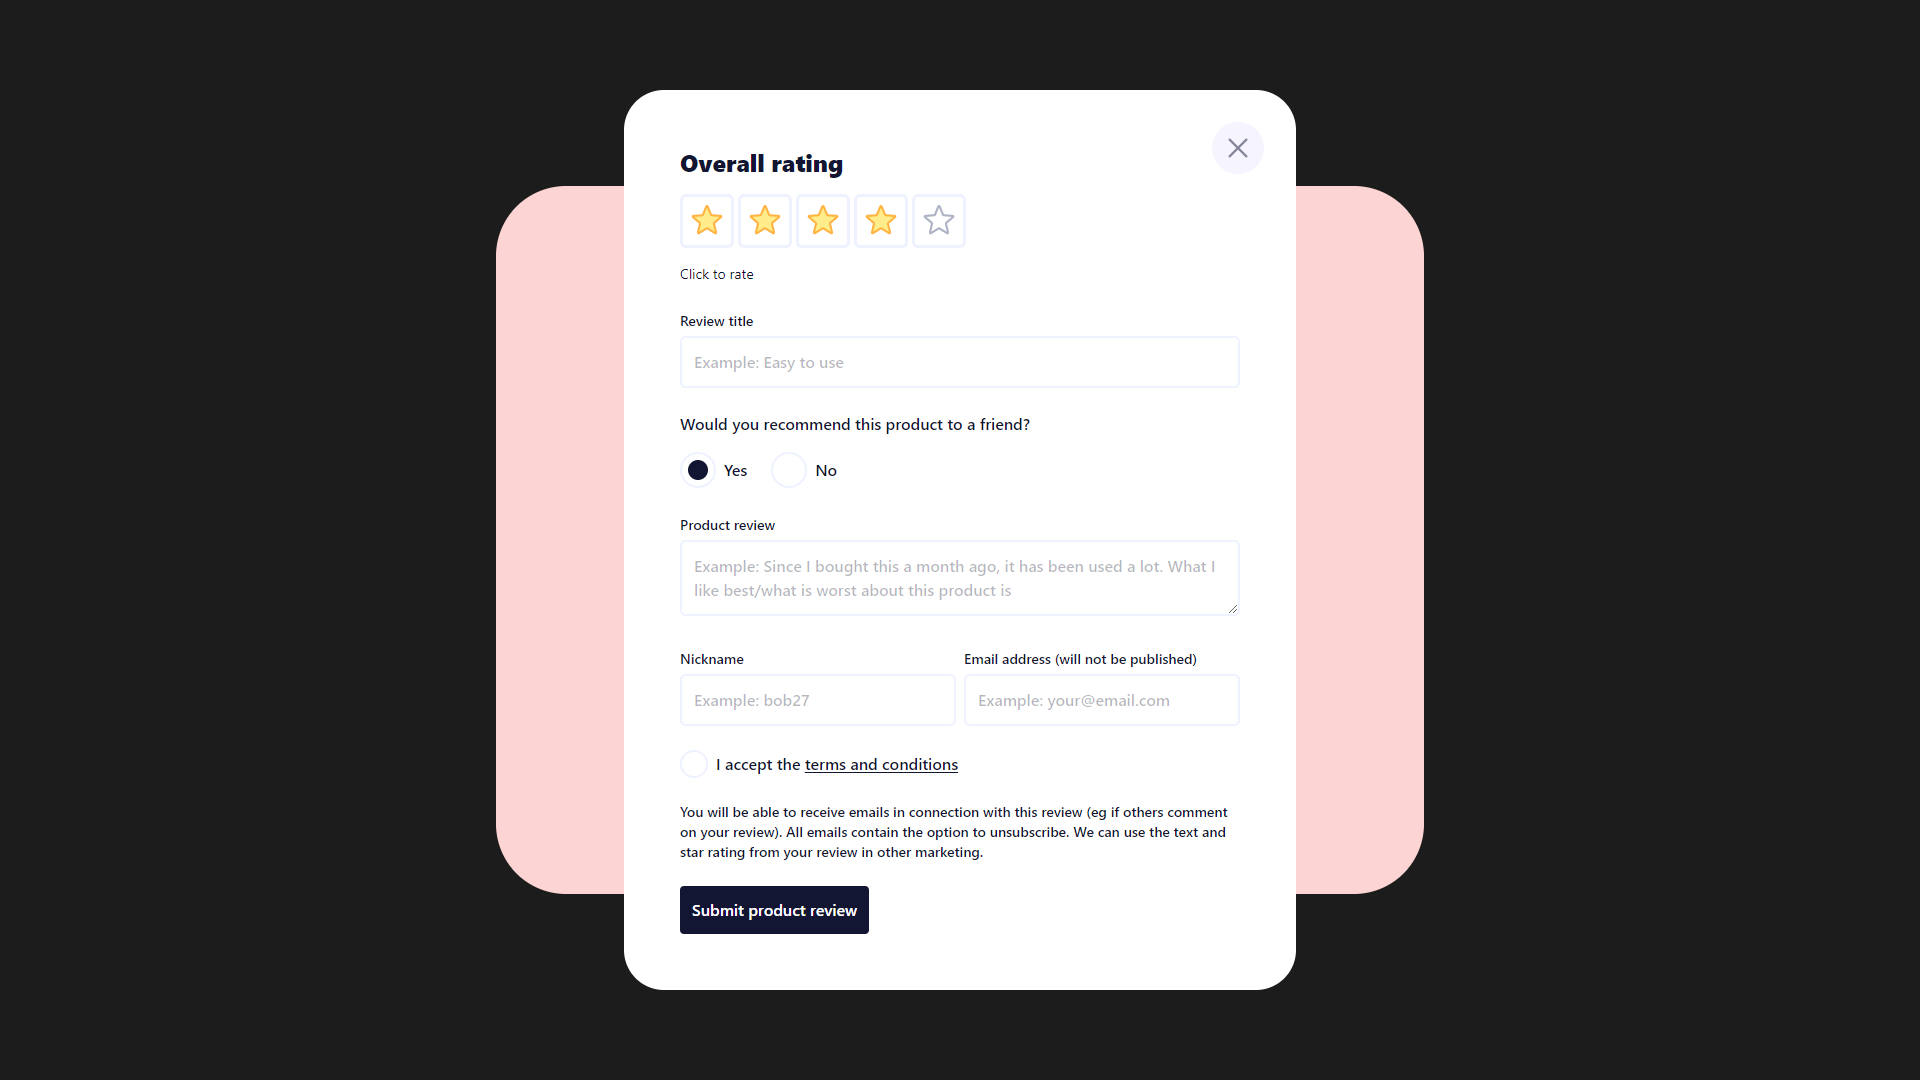 Overall rating
Click to rate
Review title
Example: Easy to use
Would you recommend this product to a friend?
Yes No
Product review
Example: Since I bought this a month ago, it has been used a lot. What I
like best/what is worst about this product is
Nickname Email address (will not be published)
Example: bob27 Example: your@email.com
I accept the terms and conditions
You will be able to receive emails in connection with this review (eg if others comment
on your review). All emails contain the option to unsubscribe. We can use the text and
star rating from your review in other marketing.
Submit product review